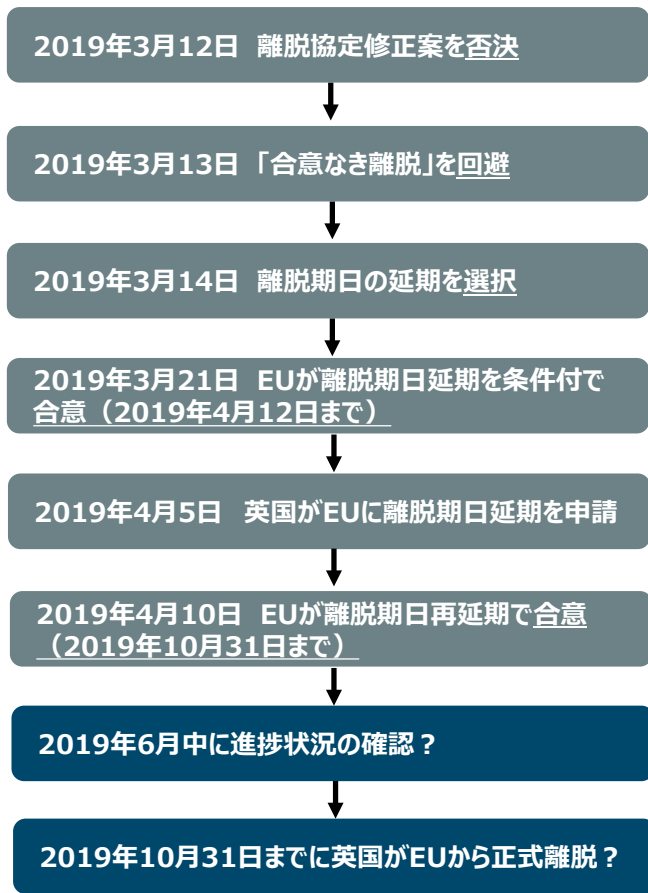 2019年3月12日 離脱協定修正案を否決
2019年3月13日 「合意なき離脱」を回避
2019年3月14日 離脱期日の延期を選択
2019年3月21日 EUが離脱期日延期を条件付で
合意（2019年4月12日まで）
2019年4月5日 英国がEUに離脱期日延期を申請
2019年4月10日 EUが離脱期日再延期で合意
（2019年10月31日まで）
2019年6月中に進捗状況の確認？
2019年10月31日までに英国がEUから正式離脱？